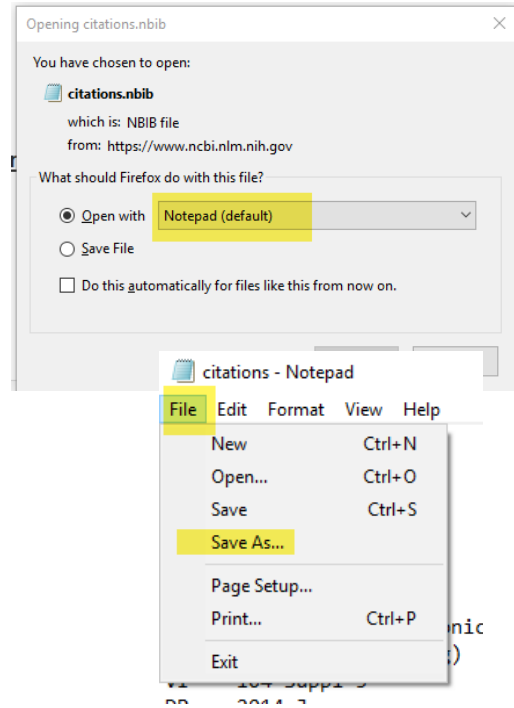 Opening citations.nbib
You have chosen to open:
citations.nbib
which is: NBIB file
from: https://www.ncbi.nlm.nih.gov
What should Firefox do with this file?
Open with Notepad (default)
Save File
Do this automatically for files like this from now on.
citations - Notepad
File Edit Format View Help
New Ctrl+N
Open... Ctrl+O
Save Ctrl+S
Save As...
Page Setup...
Print... Ctrl+P
Exit